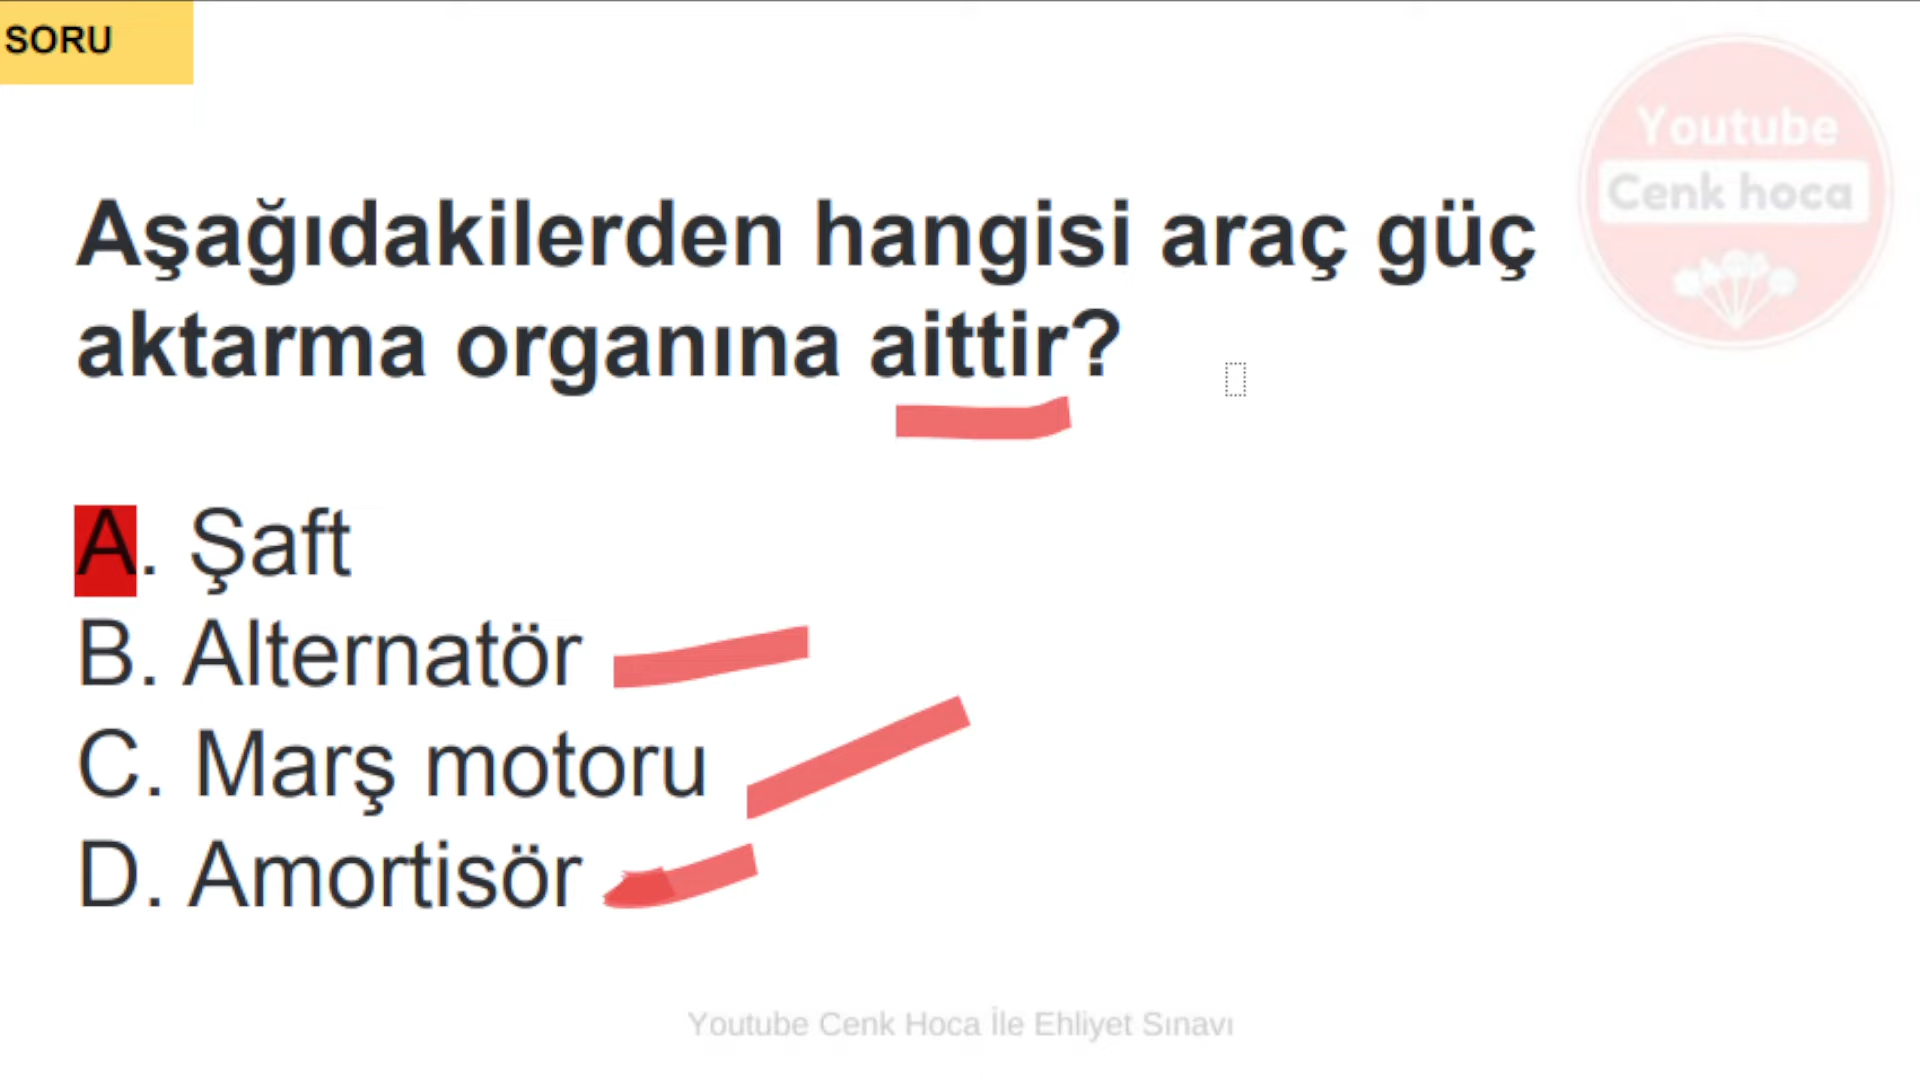 SORU
Youtube
Cenk hoca
Aşağıdakilerden hangisi araç güç
aktarma organına aittir?
A. Şaft
B. Alternatör
C. Marş motoru
D. Amortisör
Youtube Cenk Hoca İle Ehliyet Sınavı